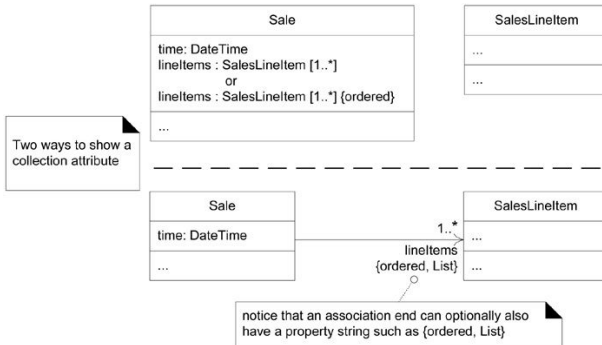 Sale
SalesLineItem
time: DateTime
lineItems : SalesLineItem [1..*]
or
lineItems : SalesLineItem [1..*] {ordered}
...
...
...
Two ways to show a
collection attribute
Sale
SalesLineItem
time: DateTime
...
1..*
lineItems
{ordered, List}
...
...
notice that an association end can optionally also
have a property string such as {ordered, List}